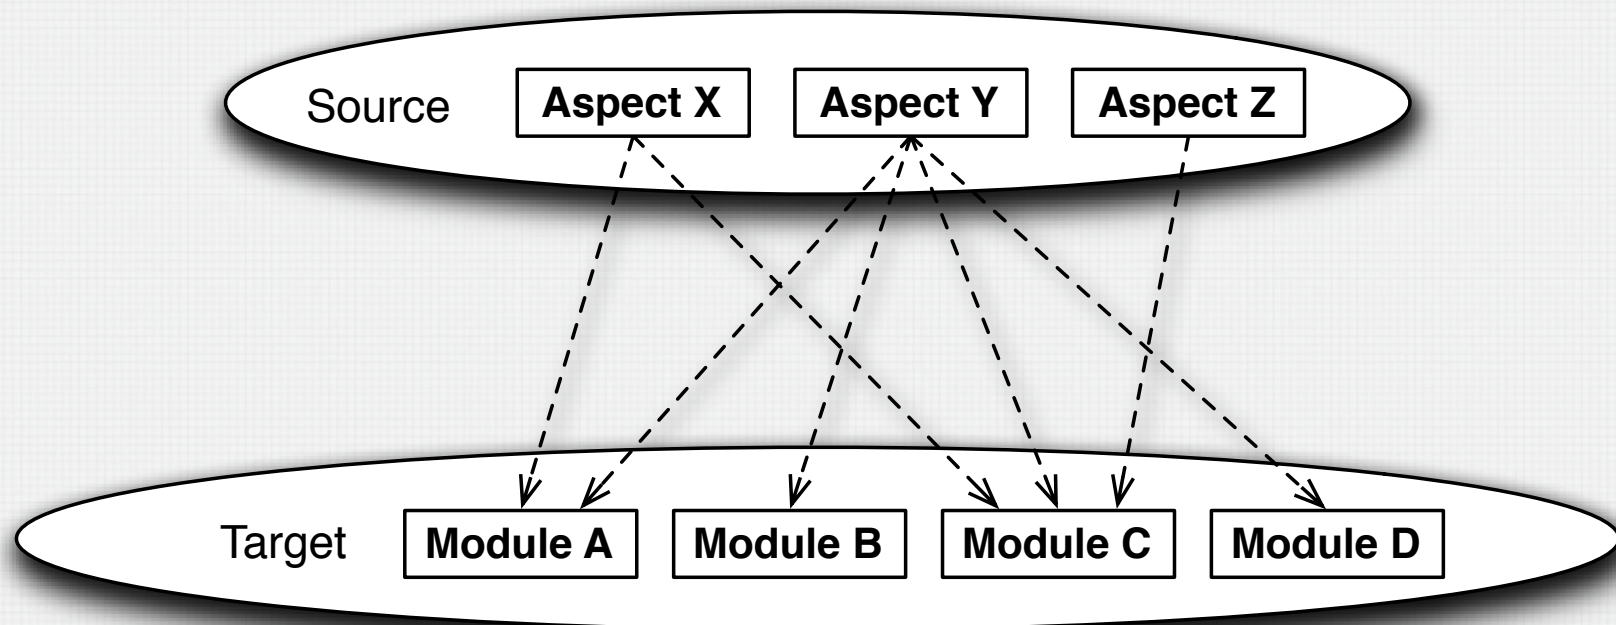 Source
Aspect X
Aspect Y
Aspect Z
Target
Module A
Module B
Module C
Module D